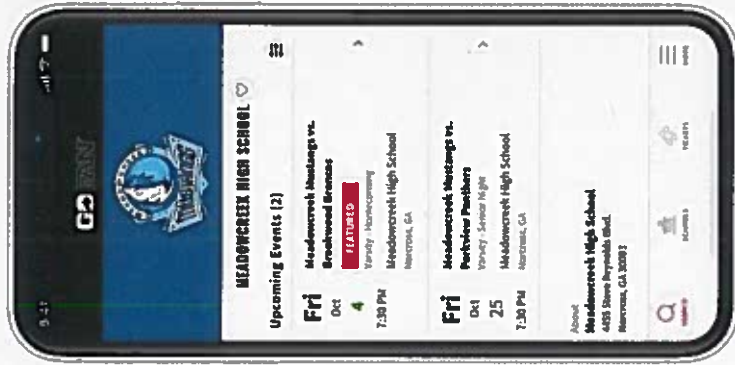 9:41
GOFAN
MEADOWCREEK HIGH SCHOOL
Upcoming Events (2)
Fri
Oct
4
7:30 PM
Meadowcreek Mustangs vs.
Brookwood Broncos
FEATURED
Varsity · Homecoming
Meadowcreek High School
Norcross, GA
Fri
Oct
25
7:30 PM
Meadowcreek Mustangs vs.
Parkview Panthers
Varsity · Senior Night
Meadowcreek High School
Norcross, GA
About
Meadowcreek High School
4455 Steve Reynolds Blvd.
Norcross, GA 30093